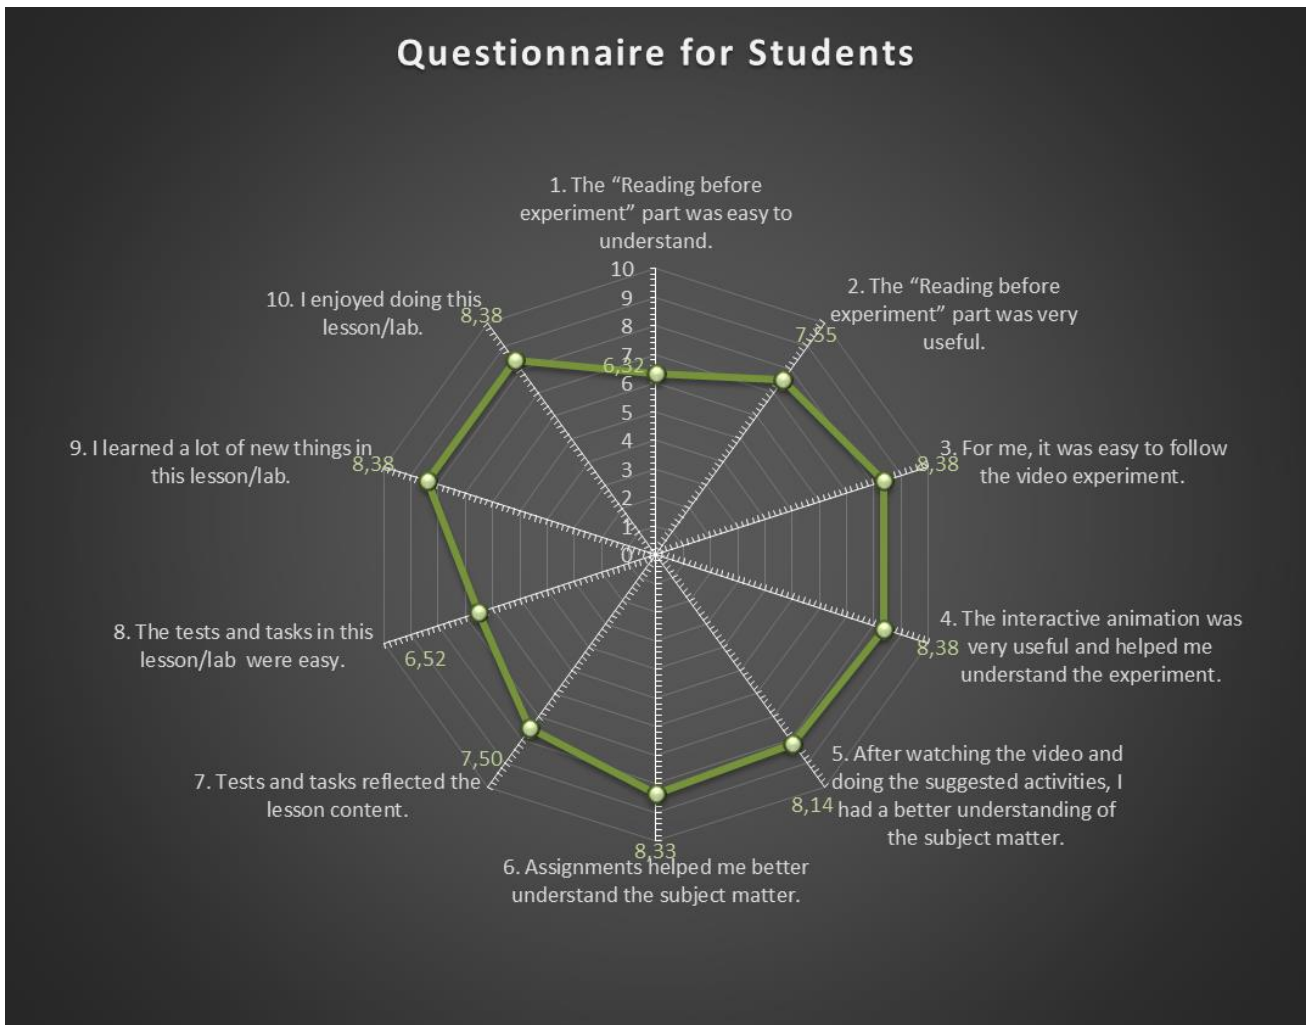 Questionnaire for Students
1. The “Reading before
experiment” part was easy to
understand.
2. The “Reading before
experiment” part was very
useful.
3. For me, it was easy to follow
the video experiment.
4. The interactive animation was
very useful and helped me
understand the experiment.
5. After watching the video and
doing the suggested activities, I
had a better understanding of
the subject matter.
6. Assignments helped me better
understand the subject matter.
7. Tests and tasks reflected the
lesson content.
8. The tests and tasks in this
lesson/lab were easy.
9. I learned a lot of new things in
this lesson/lab.
10. I enjoyed doing this
lesson/lab.
10
9
8
7
6
5
4
3
2
1
0
6,32
7,55
8,38
8,38
8,14
8,33
7,50
6,52
8,38
8,38